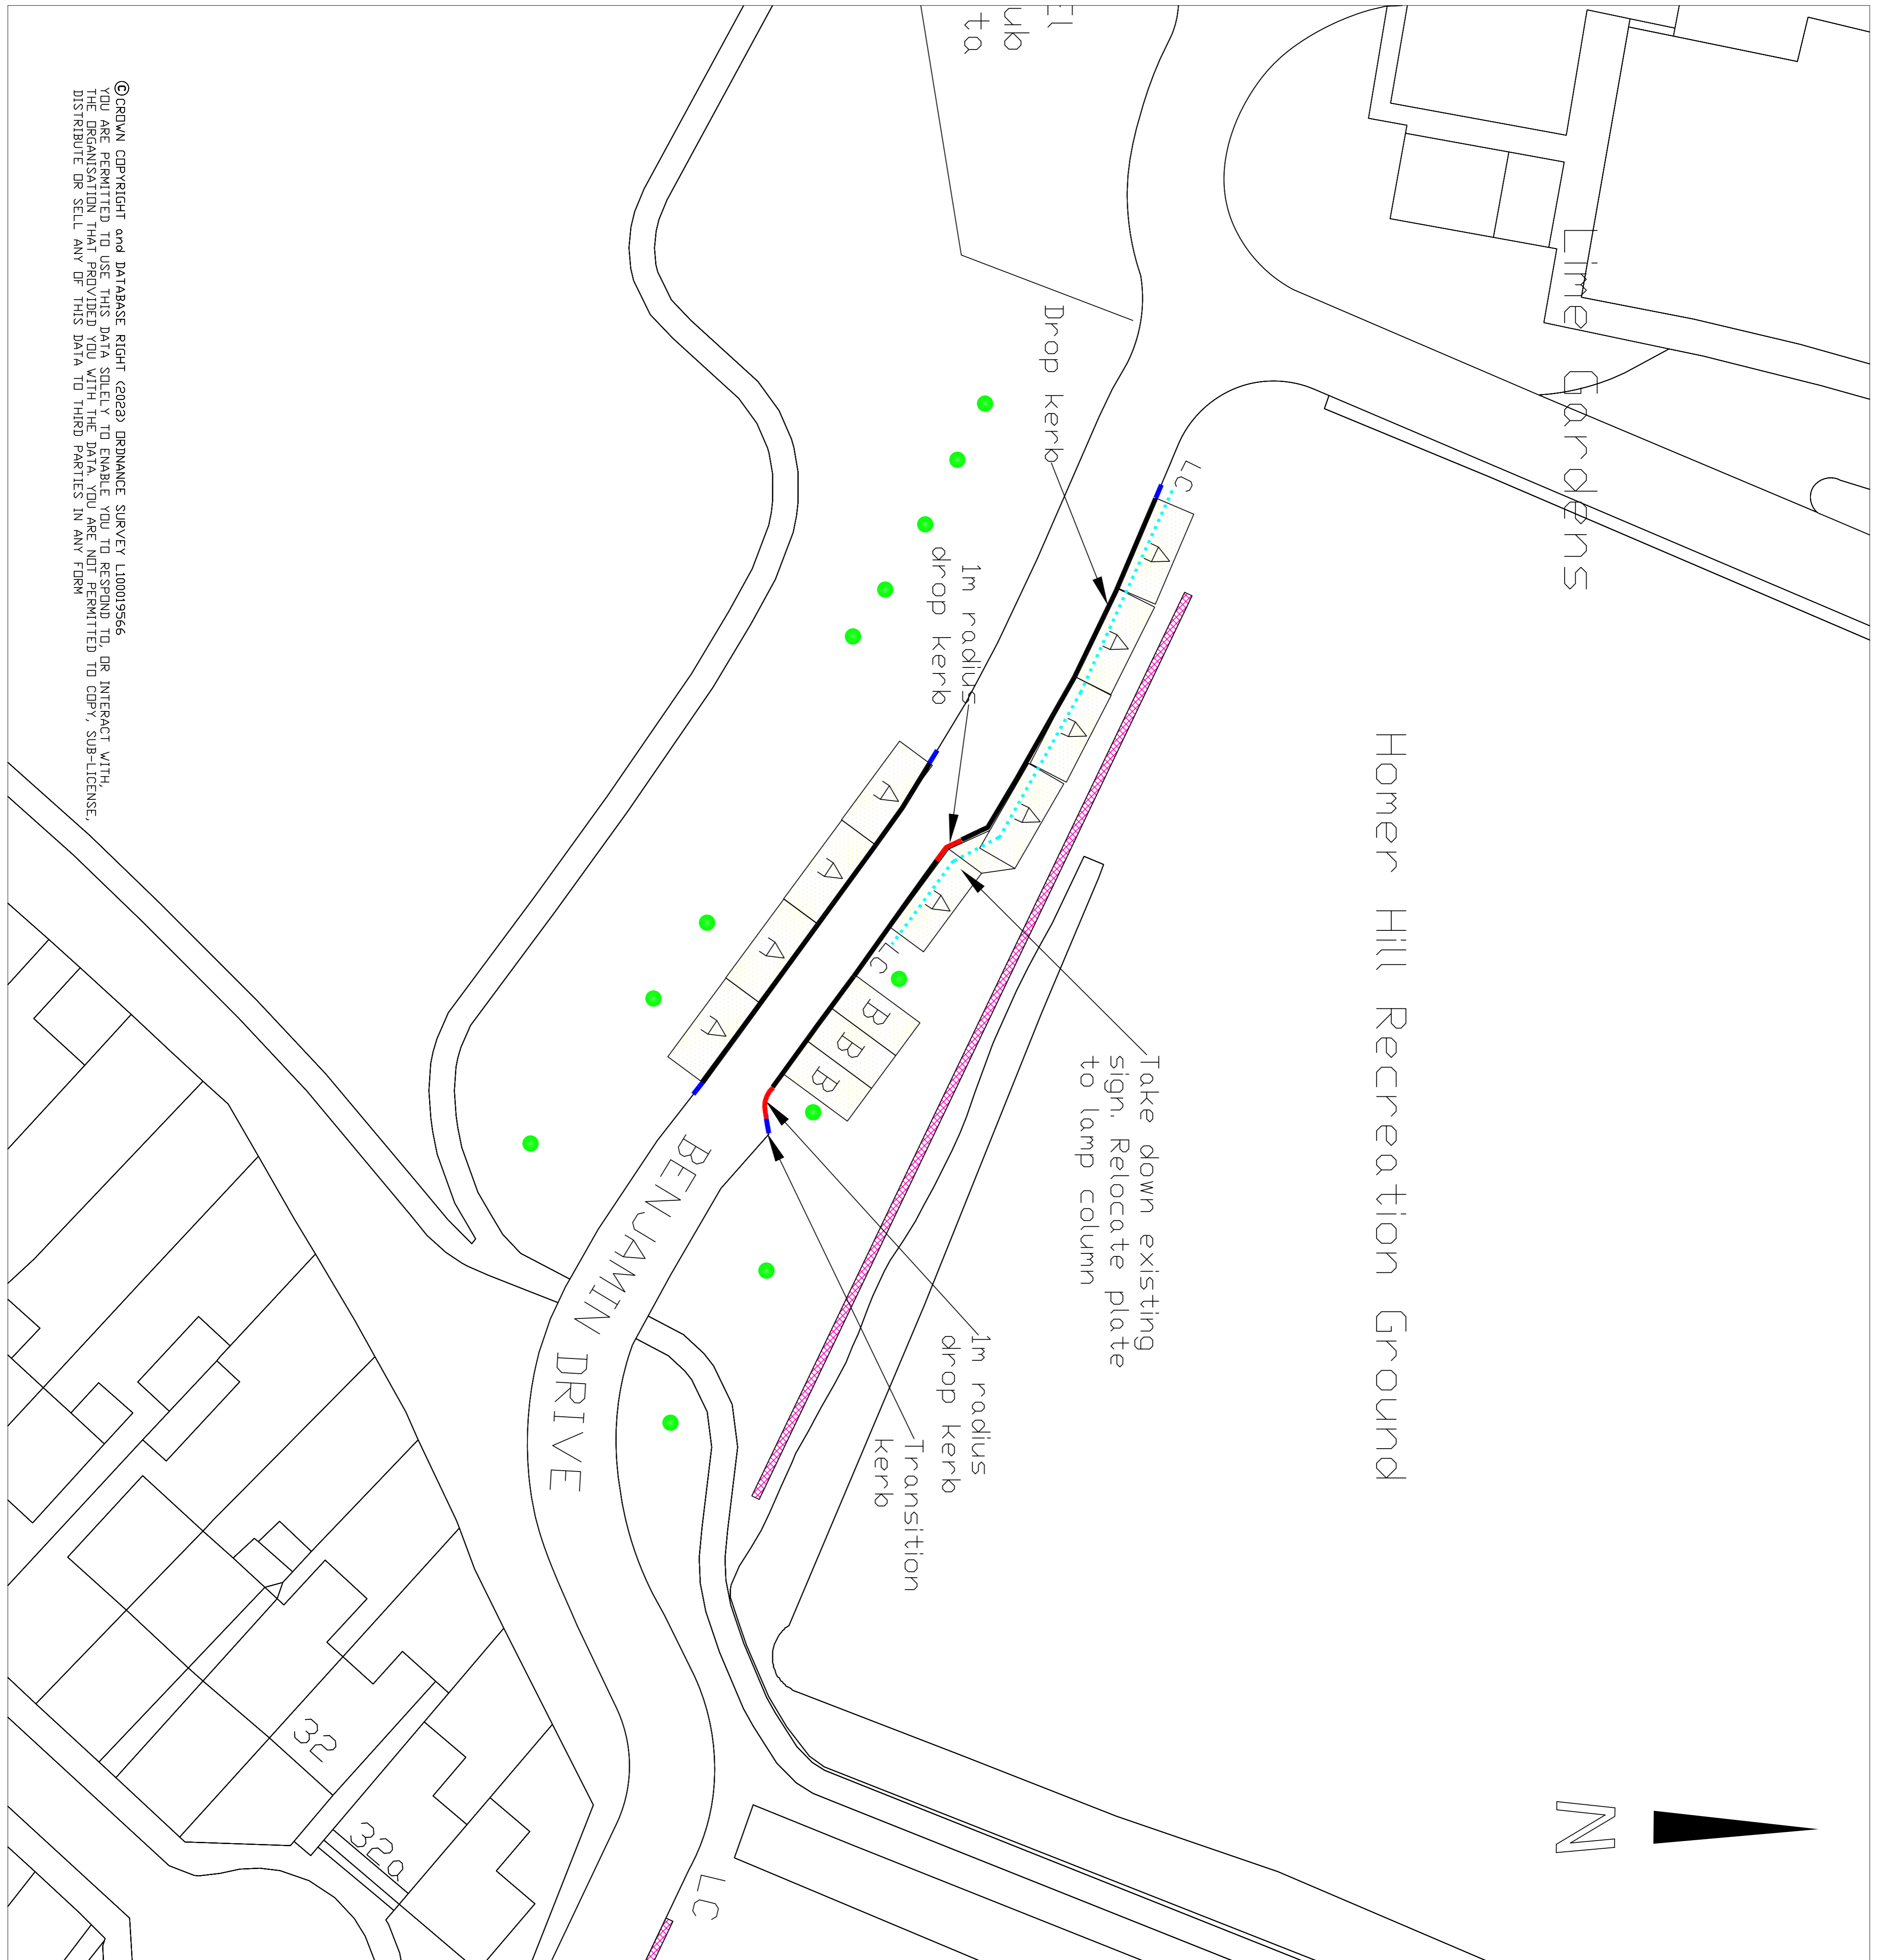 Lime Gardens
Homer Hill Recreation Ground
N
Take down existing
sign. Relocate plate
to lamp column
El
ub
to
Drop kerb
1m radius
drop kerb
1m radius
drop kerb
Transition
kerb
LC
A
A
A
A
A
LC
B
B
B
A
A
A
A
BENJAMIN DRIVE
LC
32
32a
©CROWN COPYRIGHT and DATABASE RIGHT (2023) ORDNANCE SURVEY L100019566
YOU ARE PERMITTED TO USE THIS DATA SOLELY TO ENABLE YOU TO RESPOND TO, OR INTERACT WITH,
THE ORGANISATION THAT PROVIDED YOU WITH THE DATA. YOU ARE NOT PERMITTED TO COPY, SUB-LICENSE,
DISTRIBUTE OR SELL ANY OF THIS DATA TO THIRD PARTIES IN ANY FORM